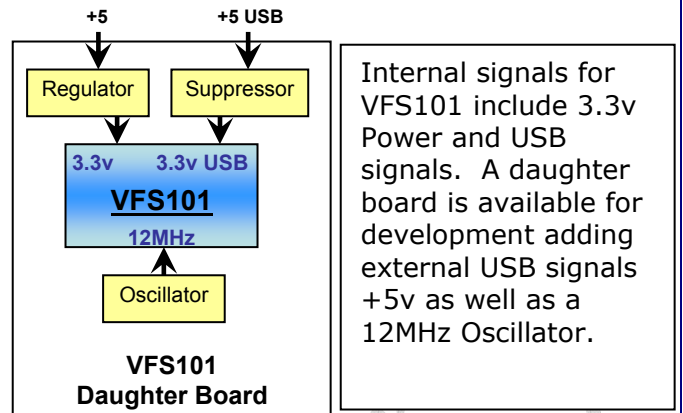 +5 +5 USB
Regulator Suppressor
3.3v 3.3v USB
VFS101
12MHz
Oscillator
VFS101
Daughter Board
Internal signals for
VFS101 include 3.3v
Power and USB
signals. A daughter
board is available for
development adding
external USB signals
+5v as well as a
12MHz Oscillator.